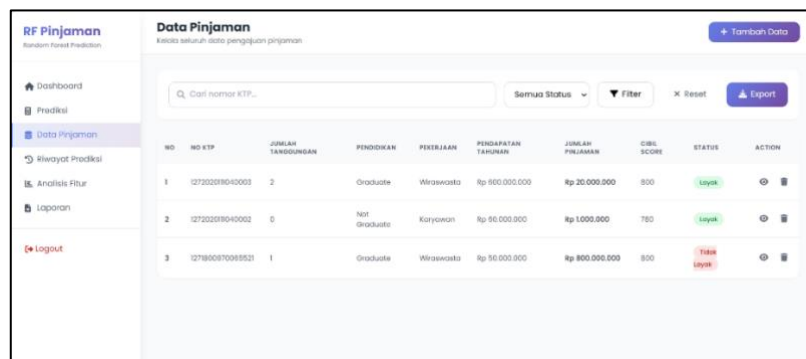 RF Pinjaman
Random Forest Prediction
Dashboard
Prediksi
Data Pinjaman
Riwayat Prediksi
Analisis Fitur
Laporan
Logout
Data Pinjaman
Kelola seluruh data pengajuan pinjaman
+ Tambah Data
Cari nomor KTP...
Semua Status
Filter
× Reset
Export
NO NO KTP JUMLAH TANGGUNGAN PENDIDIKAN PEKERJAAN PENDAPATAN TAHUNAN JUMLAH PINJAMAN CIBIL SCORE STATUS ACTION
1 2 Graduate Wiraswasta Rp 600.000.000 Rp 20.000.000 800 Layak
2 0 Not Graduate Karyawan Rp 60.000.000 Rp 1.000.000 780 Layak
3 1 Graduate Wiraswasta Rp 50.000.000 Rp 800.000.000 800 Tidak Layak